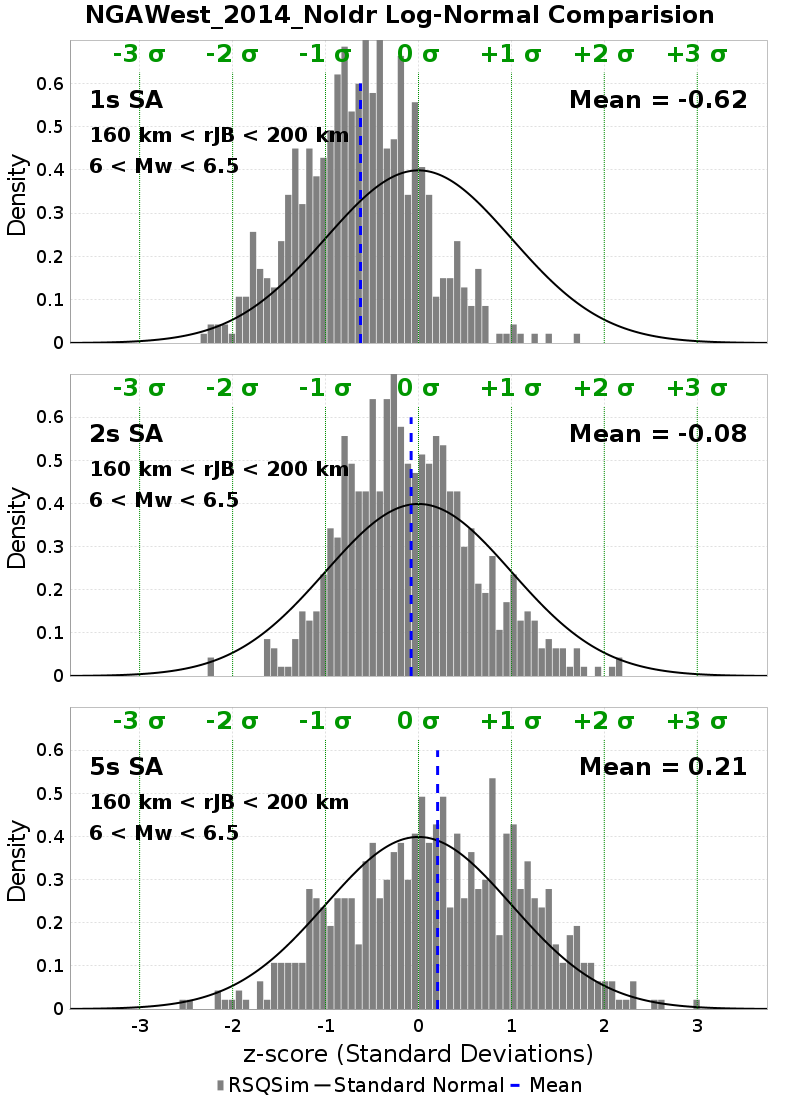 NGAWest_2014_NoIdr Log-Normal Comparision
-3 σ -2 σ -1 σ 0 σ +1 σ +2 σ +3 σ
1s SA
Mean = -0.62
160 km < rJB < 200 km
6 < Mw < 6.5
Density
0.6
0.5
0.4
0.3
0.2
0.1
0
-3 σ -2 σ -1 σ 0 σ +1 σ +2 σ +3 σ
2s SA
Mean = -0.08
160 km < rJB < 200 km
6 < Mw < 6.5
Density
0.6
0.5
0.4
0.3
0.2
0.1
0
-3 σ -2 σ -1 σ 0 σ +1 σ +2 σ +3 σ
5s SA
Mean = 0.21
160 km < rJB < 200 km
6 < Mw < 6.5
Density
0.6
0.5
0.4
0.3
0.2
0.1
0
-3 -2 -1 0 1 2 3
z-score (Standard Deviations)
RSQSim Standard Normal Mean